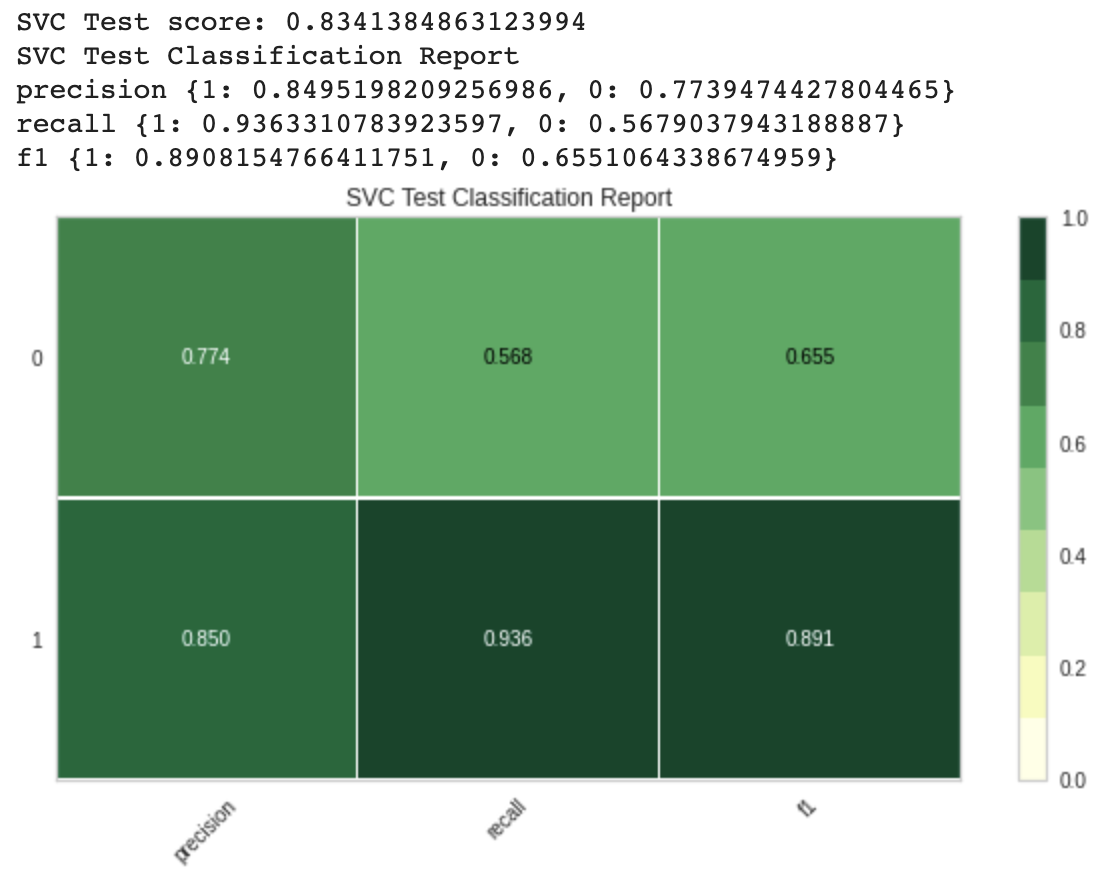 SVC Test score: 0.8341384863123994
SVC Test Classification Report
precision {1: 0.8495198209256986, 0: 0.7739474427804465}
recall {1: 0.9363310783923597, 0: 0.5679037943188887}
f1 {1: 0.8908154766411751, 0: 0.6551064338674959}
SVC Test Classification Report
1.0
0.8
0 0.774 0.568 0.655
0.6
0.4
1 0.850 0.936 0.891
0.2
0.0
precision recall f1